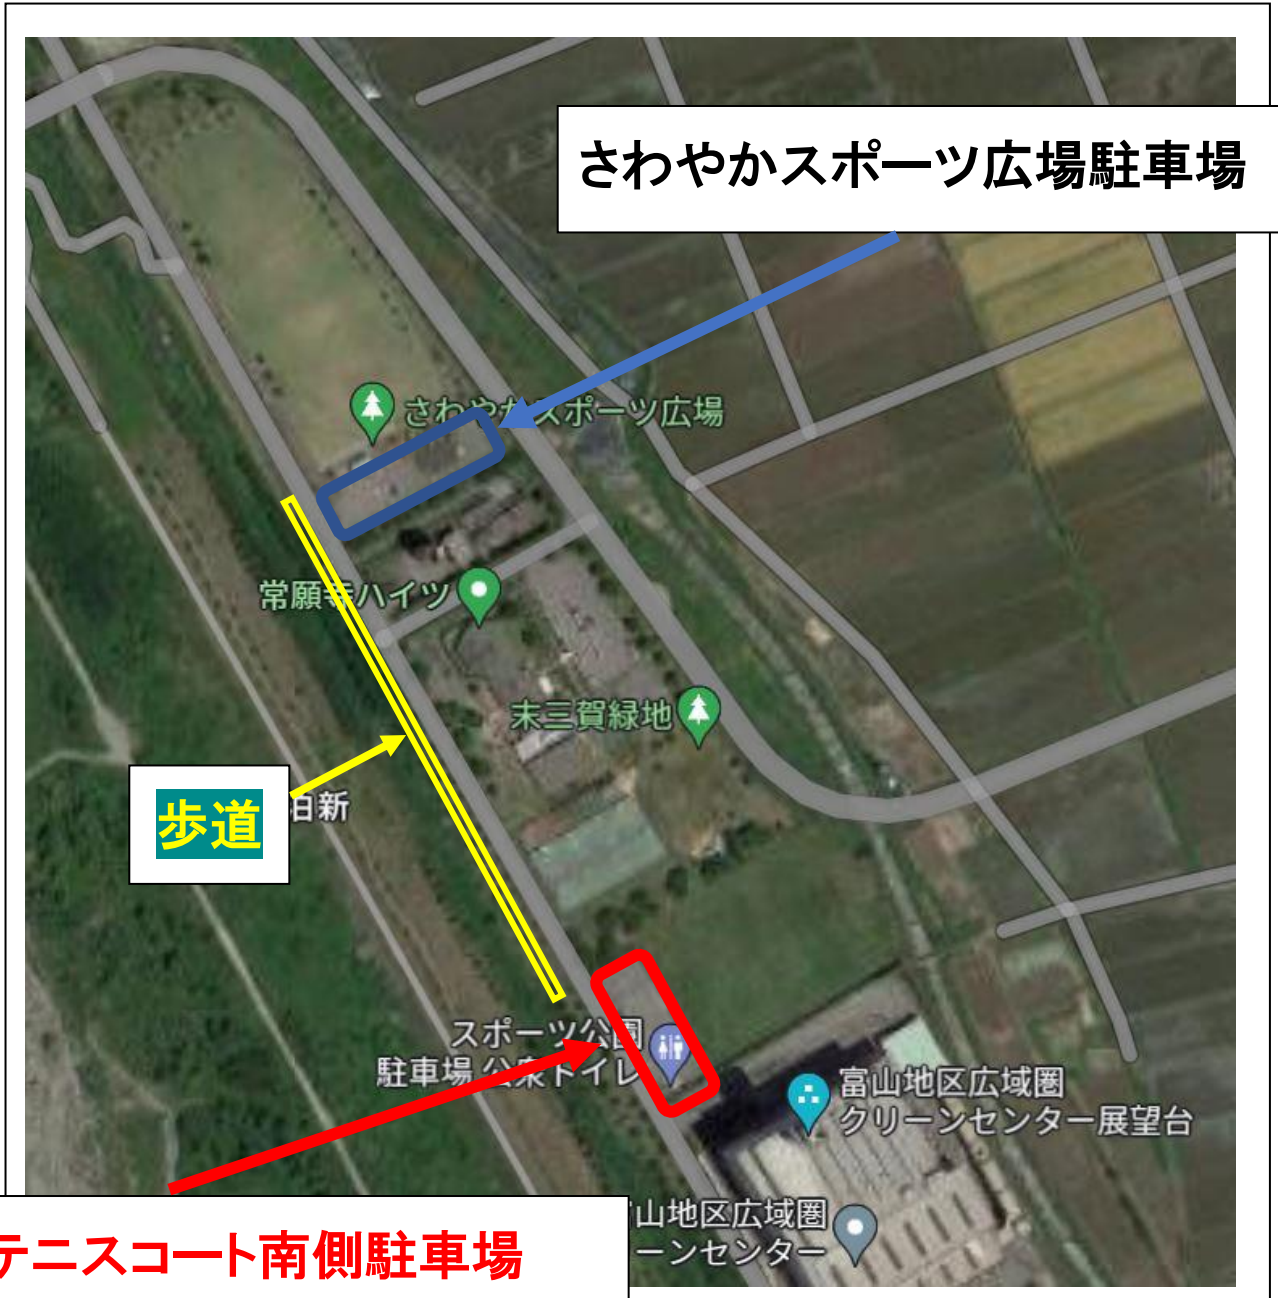 さわやかスポーツ広場駐車場
さわやかスポーツ広場
常願寺ハイツ
末三賀緑地
歩道
日新
スポーツ公園
駐車場 公衆トイレ
富山地区広域圏
クリーンセンター展望台
山地区広域圏
ーンセンター
テニスコート南側駐車場